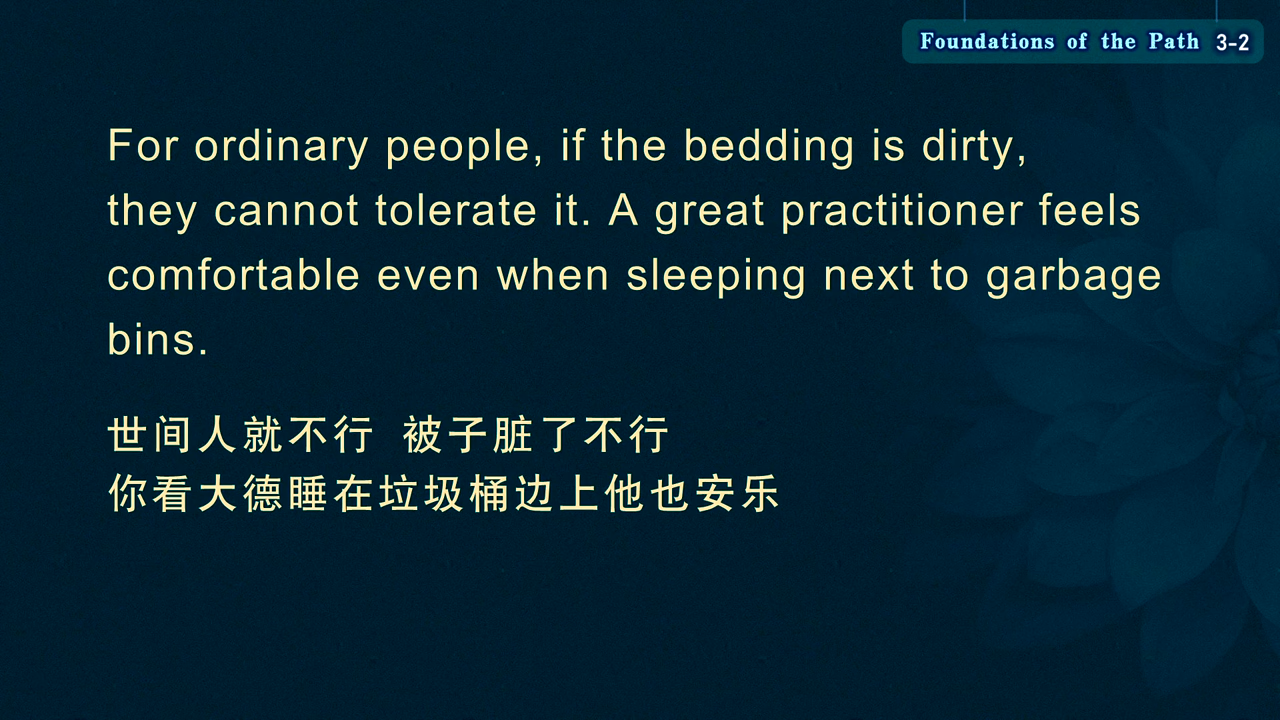 Foundations of the Path 3-2
For ordinary people, if the bedding is dirty,
they cannot tolerate it. A great practitioner feels
comfortable even when sleeping next to garbage
bins.
世间人就不行 被子脏了不行
你看大德睡在垃圾桶边上他也安乐